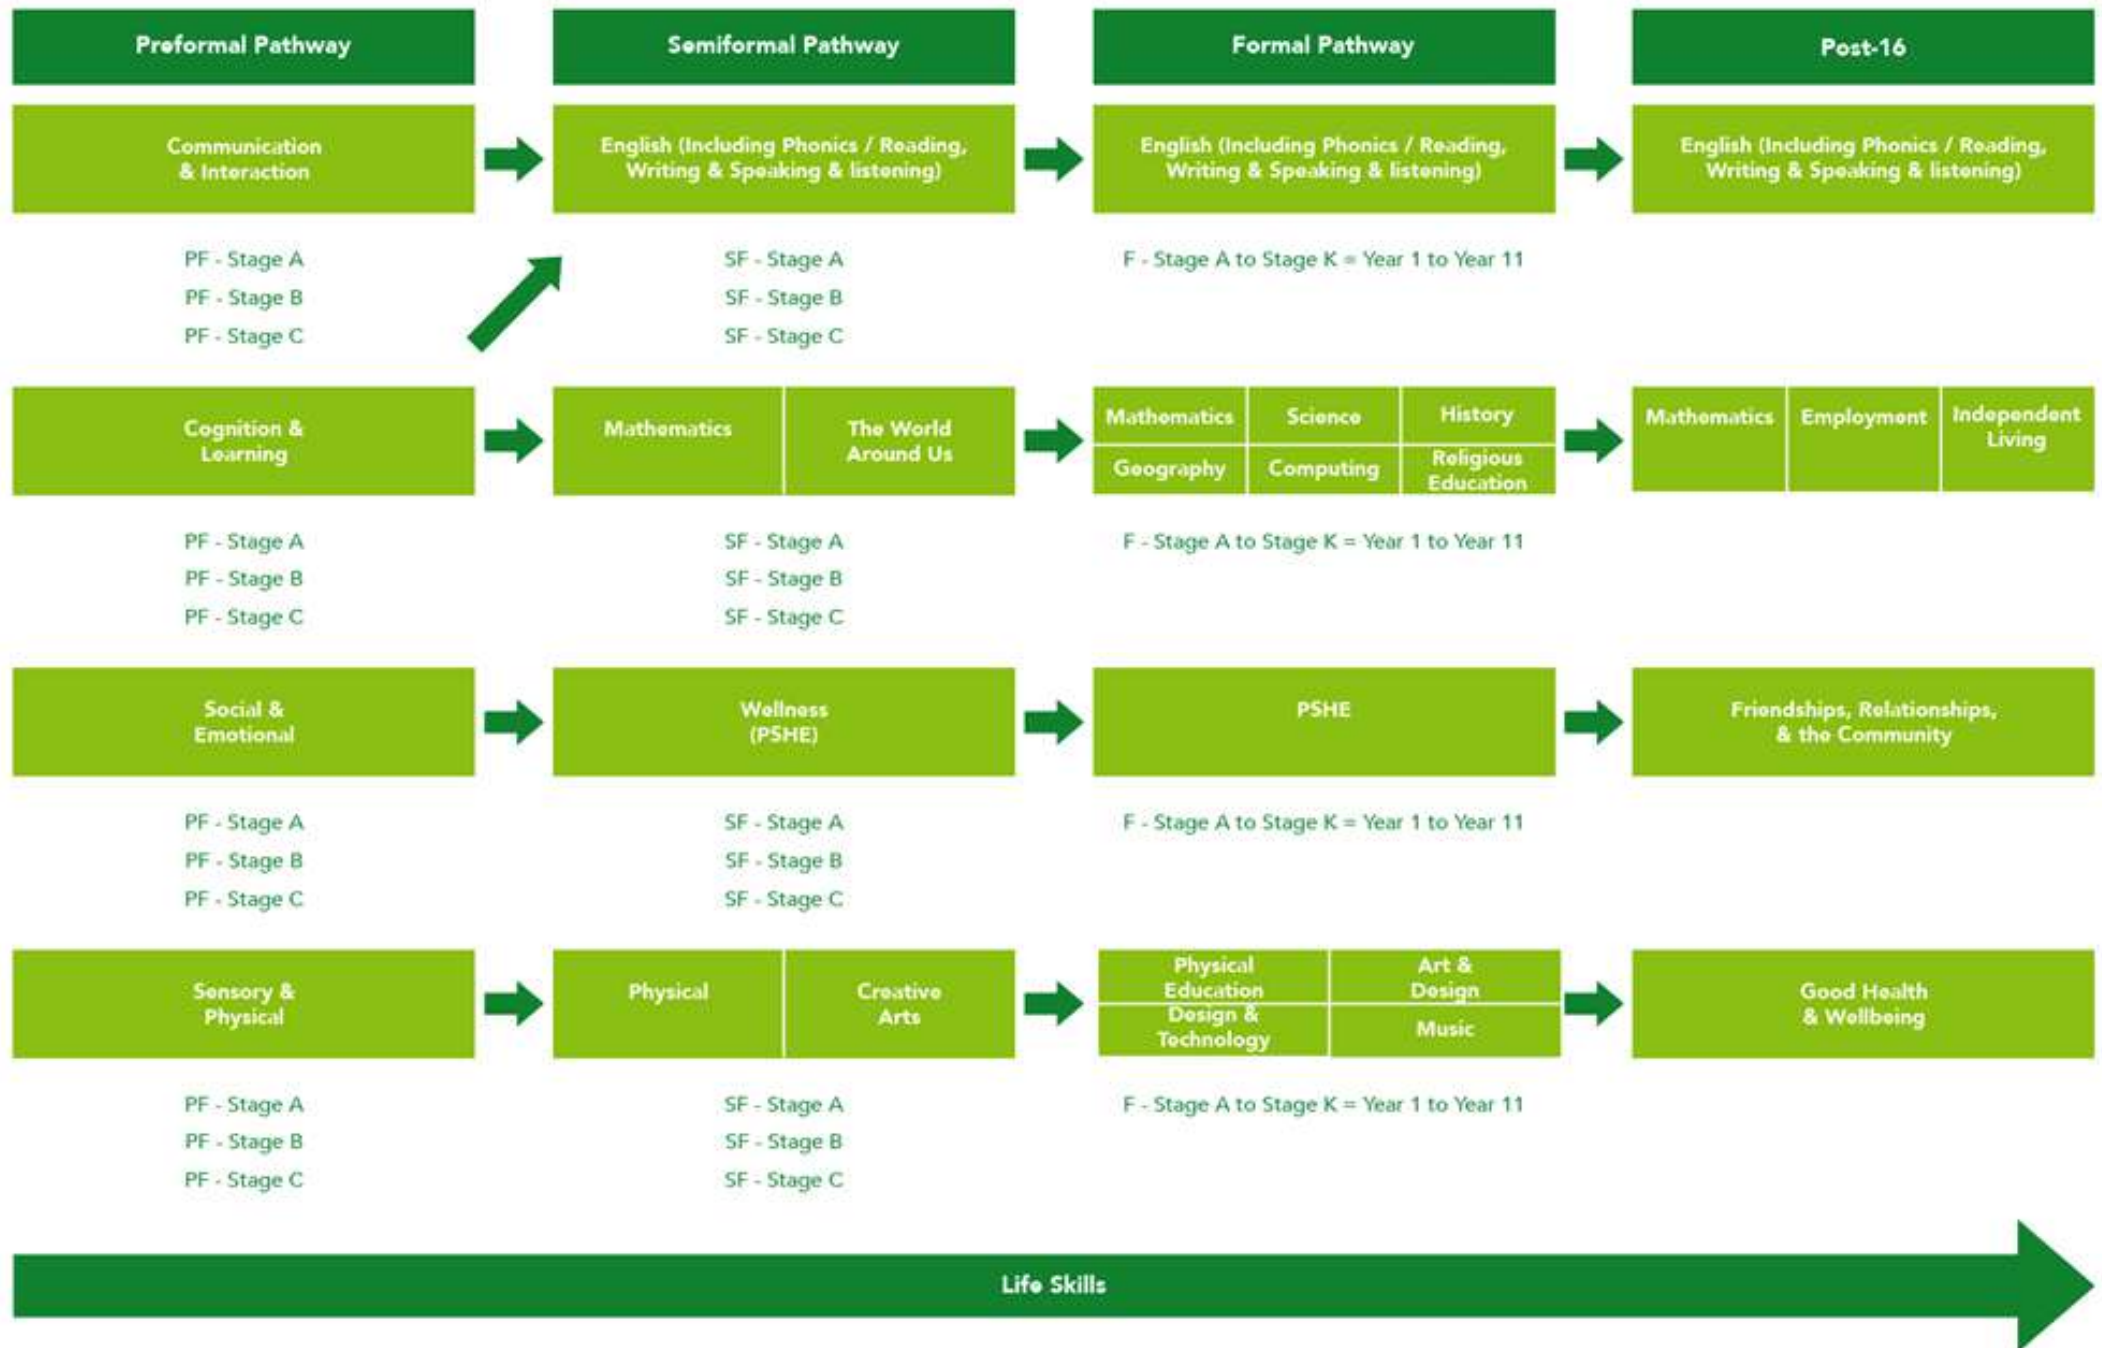 Preformal Pathway
Semiformal Pathway
Formal Pathway
Post-16
Communication
& Interaction
English (Including Phonics / Reading,
Writing & Speaking & listening)
English (Including Phonics / Reading,
Writing & Speaking & listening)
English (Including Phonics / Reading,
Writing & Speaking & listening)
PF - Stage A
PF - Stage B
PF - Stage C
SF - Stage A
SF - Stage B
SF - Stage C
F - Stage A to Stage K = Year 1 to Year 11
Cognition &
Learning
Mathematics
The World
Around Us
Mathematics
Science
History
Geography
Computing
Religious
Education
Mathematics
Employment
Independent
Living
PF - Stage A
PF - Stage B
PF - Stage C
SF - Stage A
SF - Stage B
SF - Stage C
F - Stage A to Stage K = Year 1 to Year 11
Social &
Emotional
Wellness
(PSHE)
PSHE
Friendships, Relationships,
& the Community
PF - Stage A
PF - Stage B
PF - Stage C
SF - Stage A
SF - Stage B
SF - Stage C
F - Stage A to Stage K = Year 1 to Year 11
Sensory &
Physical
Physical
Creative
Arts
Physical
Education
Art &
Design
Design &
Technology
Music
Good Health
& Wellbeing
PF - Stage A
PF - Stage B
PF - Stage C
SF - Stage A
SF - Stage B
SF - Stage C
F - Stage A to Stage K = Year 1 to Year 11
Life Skills